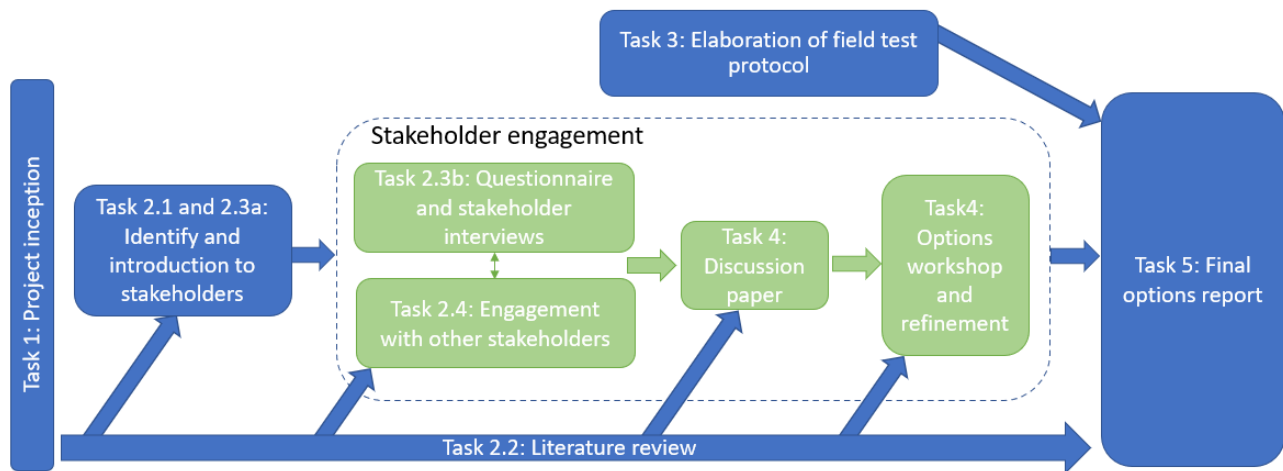 Task 3: Elaboration of field test
protocol
Stakeholder engagement
Task 1: Project inception
Task 2.1 and 2.3a:
Identify and
introduction to
stakeholders
Task 2.3b: Questionnaire
and stakeholder
interviews
Task 2.4: Engagement
with other stakeholders
Task 4:
Discussion
paper
Task4:
Options
workshop
and
refinement
Task 5: Final
options report
Task 2.2: Literature review